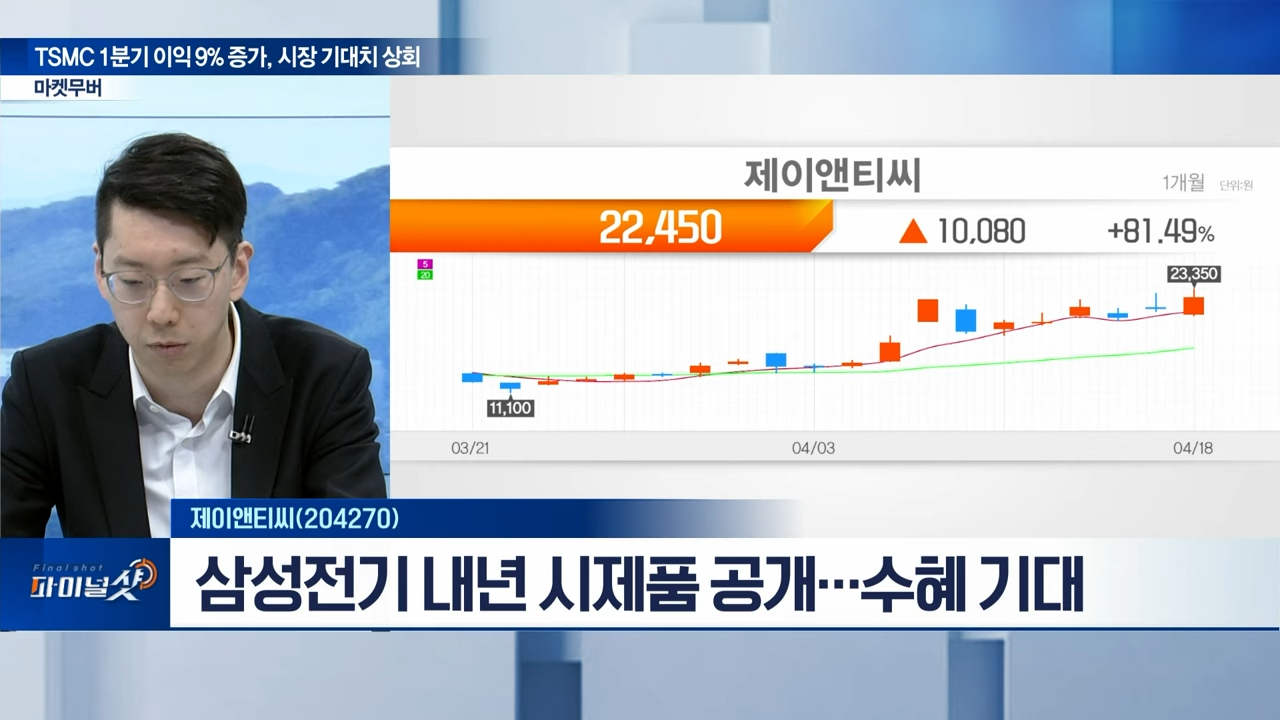 TSMC 1분기 이익 9% 증가, 시장 기대치 상회
마켓무버
제이앤티씨
1개월 단위:원
22,450 ▲ 10,080 +81.49%
5
20
23,350
11,100
03/21 04/03 04/18
제이앤티씨(204270)
Final shot
파이널샷
삼성전기 내년 시제품 공개…수혜 기대